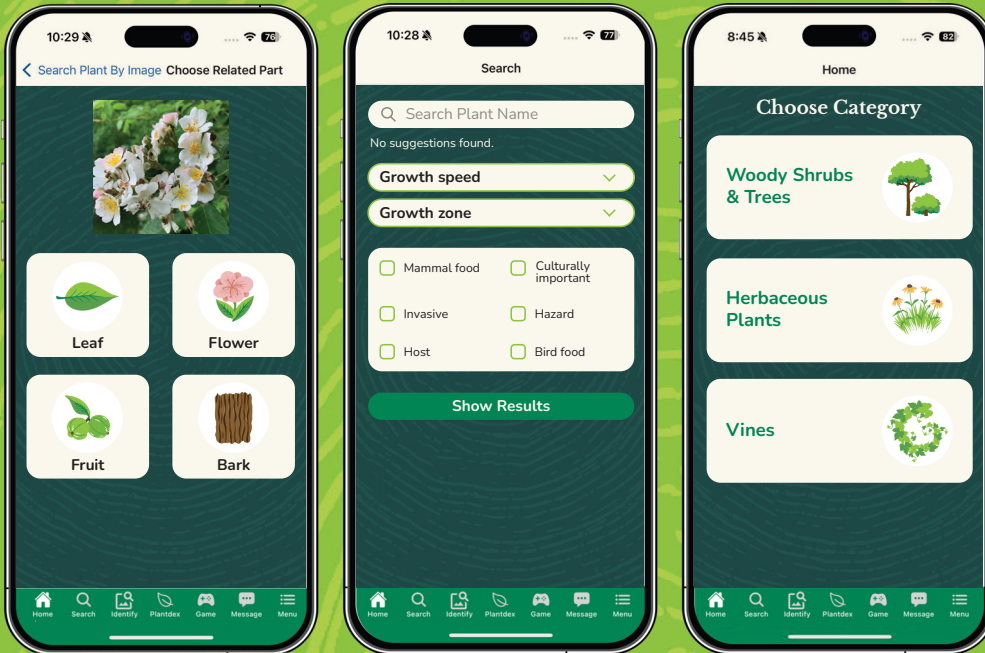 10:29
76
Search Plant By Image Choose Related Part
Leaf
Flower
Fruit
Bark
Home
Search
Identify
Plantdex
Game
Message
Menu
10:28
77
Search
Search Plant Name
No suggestions found.
Growth speed
Growth zone
Mammal food
Culturally
important
Invasive
Hazard
Host
Bird food
Show Results
Home
Search
Identify
Plantdex
Game
Message
Menu
8:45
82
Home
Choose Category
Woody Shrubs
& Trees
Herbaceous
Plants
Vines
Home
Search
Identify
Plantdex
Game
Message
Menu